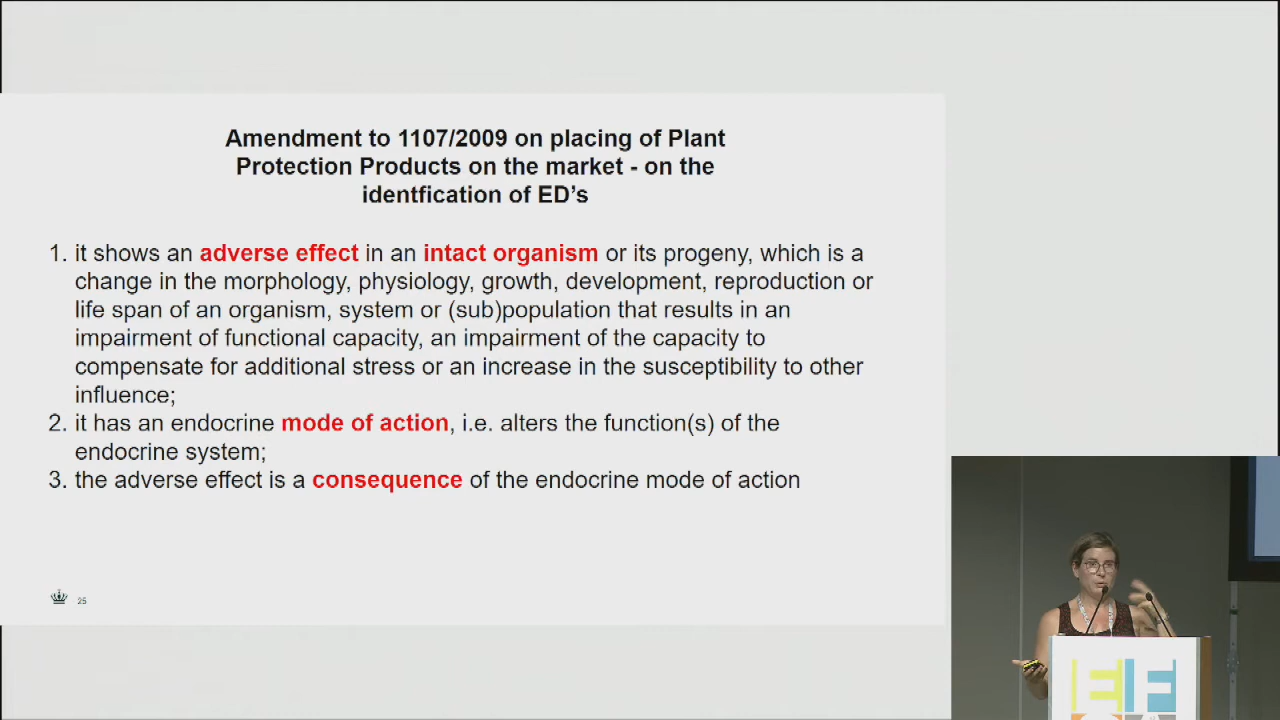 Amendment to 1107/2009 on placing of Plant
Protection Products on the market - on the
identfication of ED's
1. it shows an adverse effect in an intact organism or its progeny, which is a
change in the morphology, physiology, growth, development, reproduction or
life span of an organism, system or (sub)population that results in an
impairment of functional capacity, an impairment of the capacity to
compensate for additional stress or an increase in the susceptibility to other
influence;
2. it has an endocrine mode of action, i.e. alters the function(s) of the
endocrine system;
3. the adverse effect is a consequence of the endocrine mode of action
25
EF